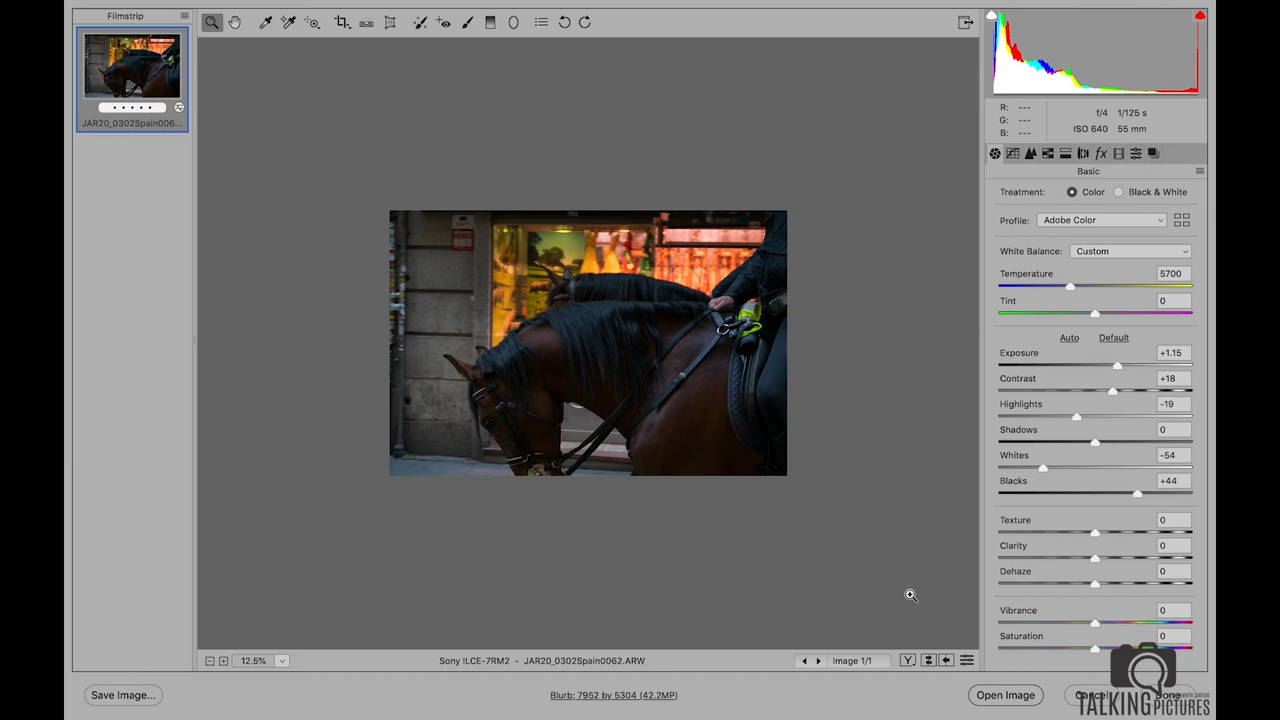 Filmstrip
JAR20_0302Spain006...
R: ---
G: ---
B: ---
f/4 1/125 s
ISO 640 55 mm
fx
Basic
Treatment: Color Black & White
Profile: Adobe Color
White Balance: Custom
Temperature 5700
Tint 0
Auto Default
Exposure +1.15
Contrast +18
Highlights -19
Shadows 0
Whites -54
Blacks +44
Texture 0
Clarity 0
Dehaze 0
Vibrance 0
Saturation 0
12.5% Sony ILCE-7RM2 - JAR20_0302Spain0062.ARW Image 1/1 Y
Save Image... Blurb: 7952 by 5304 (42.2MP) Open Image Cancel Done
TALKING PICTURES